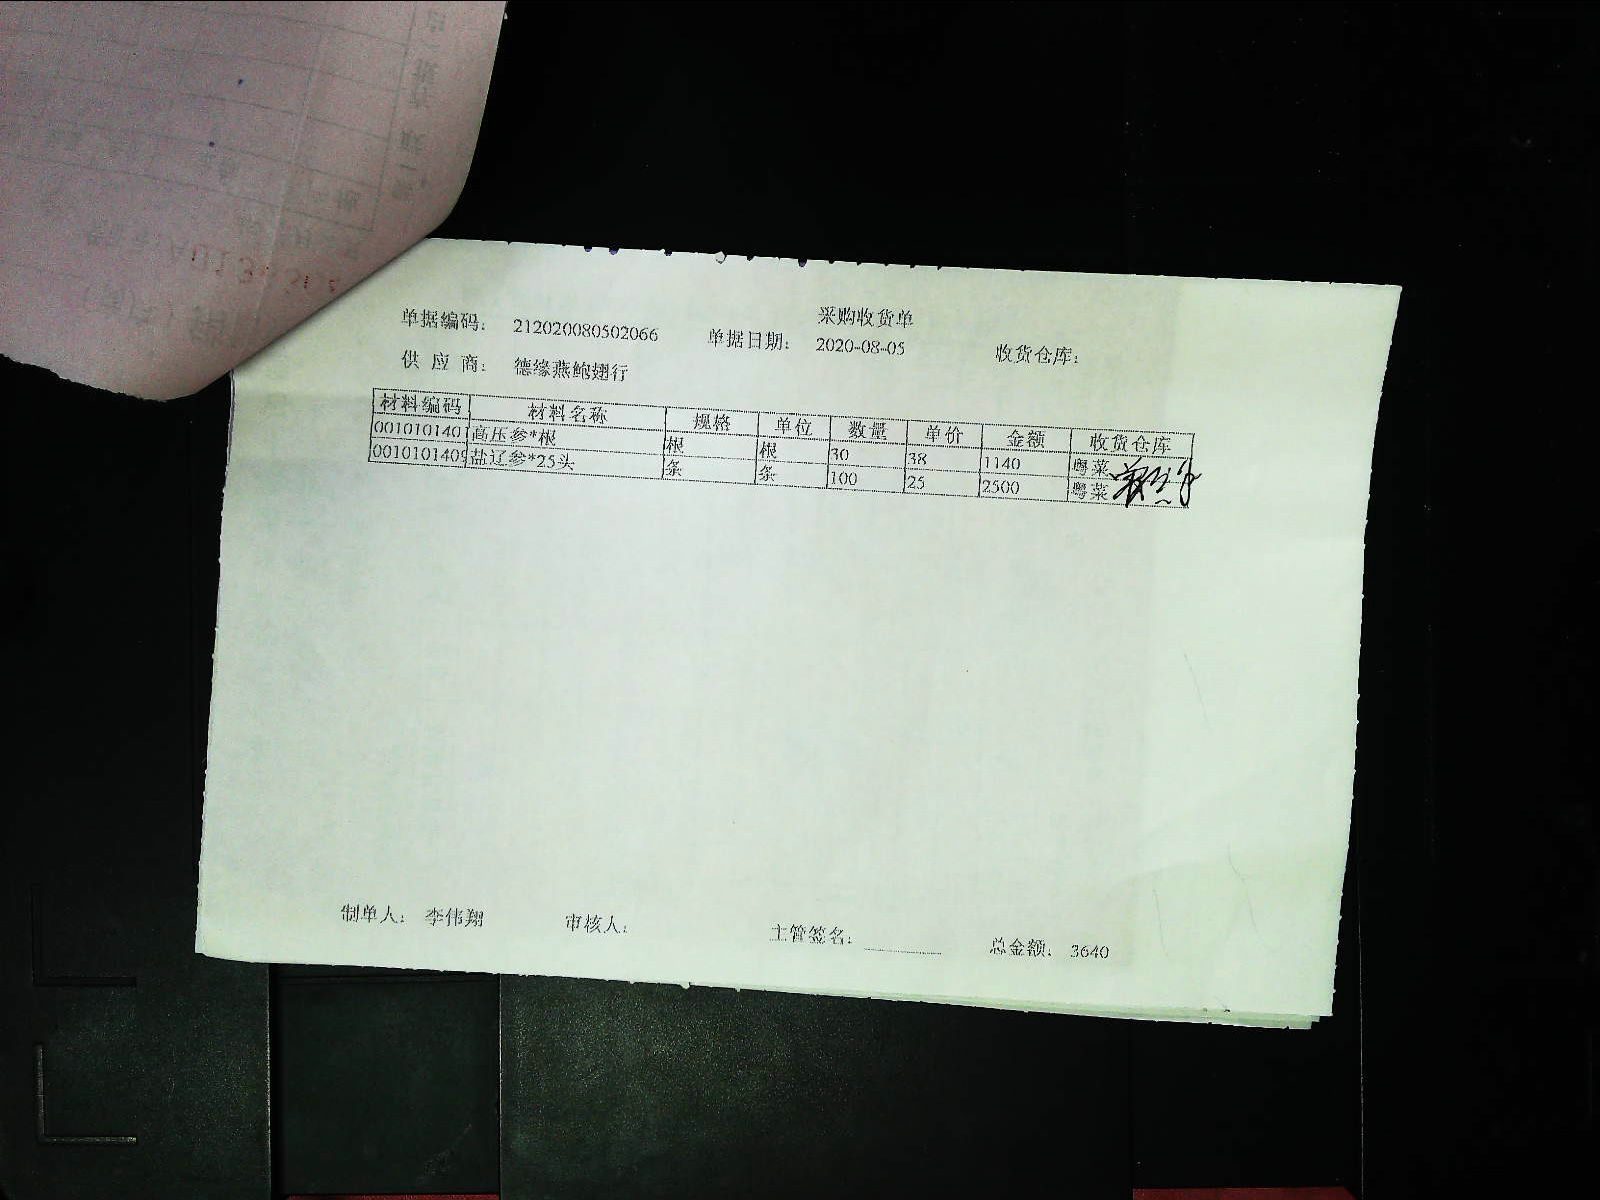 采购收货单
单据编码： 212020080502066 单据日期： 2020-08-05 收货仓库：
供 应 商： 德缘燕鲍翅行
材料编码 材料名称 规格 单位 数量 单价 金额 收货仓库
0010101401 高压参*根 根 根 30 38 1140 粤菜
0010101409 盐辽参*25头 条 条 100 25 2500 粤菜
制单人： 李伟翔 审核人： 主管签名： 总金额： 3640